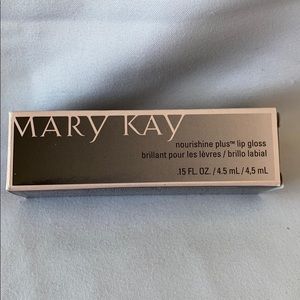 MARY KAY
nourishine plus™ lip gloss
brillant pour les lèvres / brillo labial
.15 FL. OZ. / 4.5 mL / 4,5 mL